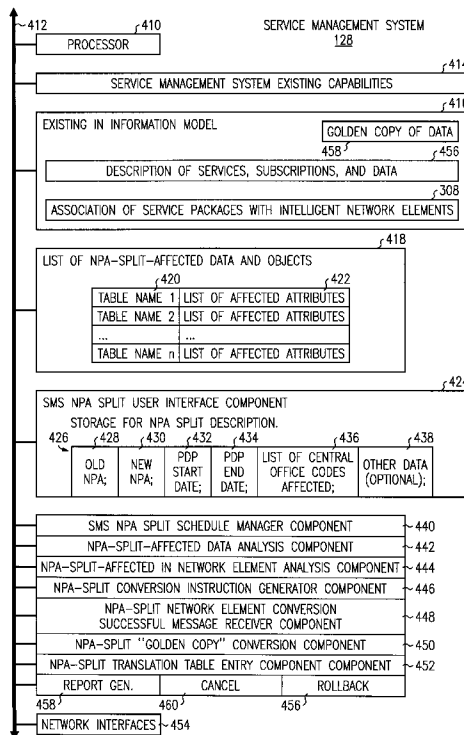 412
410
SERVICE MANAGEMENT SYSTEM
128
PROCESSOR
414
SERVICE MANAGEMENT SYSTEM EXISTING CAPABILITIES
416
EXISTING IN INFORMATION MODEL
GOLDEN COPY OF DATA
458
456
DESCRIPTION OF SERVICES, SUBSCRIPTIONS, AND DATA
308
ASSOCIATION OF SERVICE PACKAGES WITH INTELLIGENT NETWORK ELEMENTS
418
LIST OF NPA-SPLIT-AFFECTED DATA AND OBJECTS
420
422
TABLE NAME 1 LIST OF AFFECTED ATTRIBUTES
TABLE NAME 2 LIST OF AFFECTED ATTRIBUTES
... ...
TABLE NAME n LIST OF AFFECTED ATTRIBUTES
424
SMS NPA SPLIT USER INTERFACE COMPONENT
STORAGE FOR NPA SPLIT DESCRIPTION.
426 428 430 432 434 436 438
OLD NPA;
NEW NPA;
PDP START DATE;
PDP END DATE;
LIST OF CENTRAL OFFICE CODES AFFECTED;
OTHER DATA (OPTIONAL);
SMS NPA SPLIT SCHEDULE MANAGER COMPONENT 440
NPA-SPLIT-AFFECTED DATA ANALYSIS COMPONENT 442
NPA-SPLIT-AFFECTED IN NETWORK ELEMENT ANALYSIS COMPONENT 444
NPA-SPLIT CONVERSION INSTRUCTION GENERATOR COMPONENT 446
NPA-SPLIT NETWORK ELEMENT CONVERSION
SUCCESSFUL MESSAGE RECEIVER COMPONENT 448
NPA-SPLIT "GOLDEN COPY" CONVERSION COMPONENT 450
NPA-SPLIT TRANSLATION TABLE ENTRY COMPONENT COMPONENT 452
REPORT GEN. CANCEL ROLLBACK
458 460 456
NETWORK INTERFACES 454